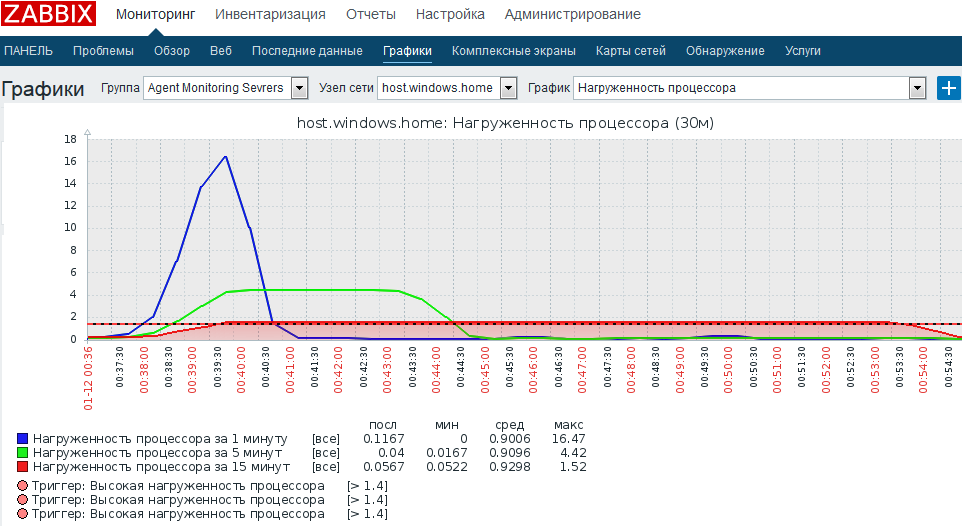 ZABBIX Мониторинг Инвентаризация Отчеты Настройка Администрирование
ПАНЕЛЬ Проблемы Обзор Веб Последние данные Графики Комплексные экраны Карты сетей Обнаружение Услуги
Графики Группа Agent Monitoring Sevrers Узел сети host.windows.home График Нагруженность процессора +
host.windows.home: Нагруженность процессора (30м)
18
16
14
12
10
8
6
4
2
0
01-12 00:36 00:37:30 00:38:00 00:38:30 00:39:00 00:39:30 00:40:00 00:40:30 00:41:00 00:41:30 00:42:00 00:42:30 00:43:00 00:43:30 00:44:00 00:44:30 00:45:00 00:45:30 00:46:00 00:46:30 00:47:00 00:47:30 00:48:00 00:48:30 00:49:00 00:49:30 00:50:00 00:50:30 00:51:00 00:51:30 00:52:00 00:52:30 00:53:00 00:53:30 00:54:00 00:54:30
посл мин сред макс
Нагруженность процессора за 1 минуту [все] 0.1167 0 0.9006 16.47
Нагруженность процессора за 5 минут [все] 0.04 0.0167 0.9096 4.42
Нагруженность процессора за 15 минут [все] 0.0567 0.0522 0.9298 1.52
Триггер: Высокая нагруженность процессора [> 1.4]
Триггер: Высокая нагруженность процессора [> 1.4]
Триггер: Высокая нагруженность процессора [> 1.4]